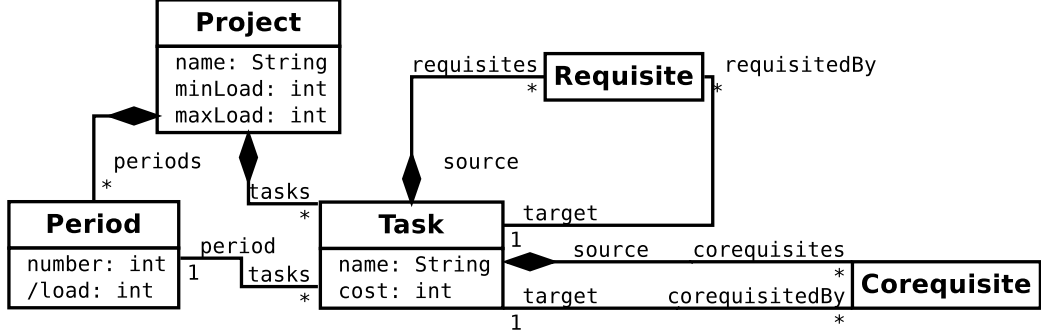 Project
name: String
minLoad: int
maxLoad: int
requisites
*
Requisite
requisitedBy
*
periods
*
source
tasks
*
Period
number: int
/load: int
period
1
tasks
*
Task
name: String
cost: int
target
1
source
corequisites
*
target
1
corequisitedBy
*
Corequisite